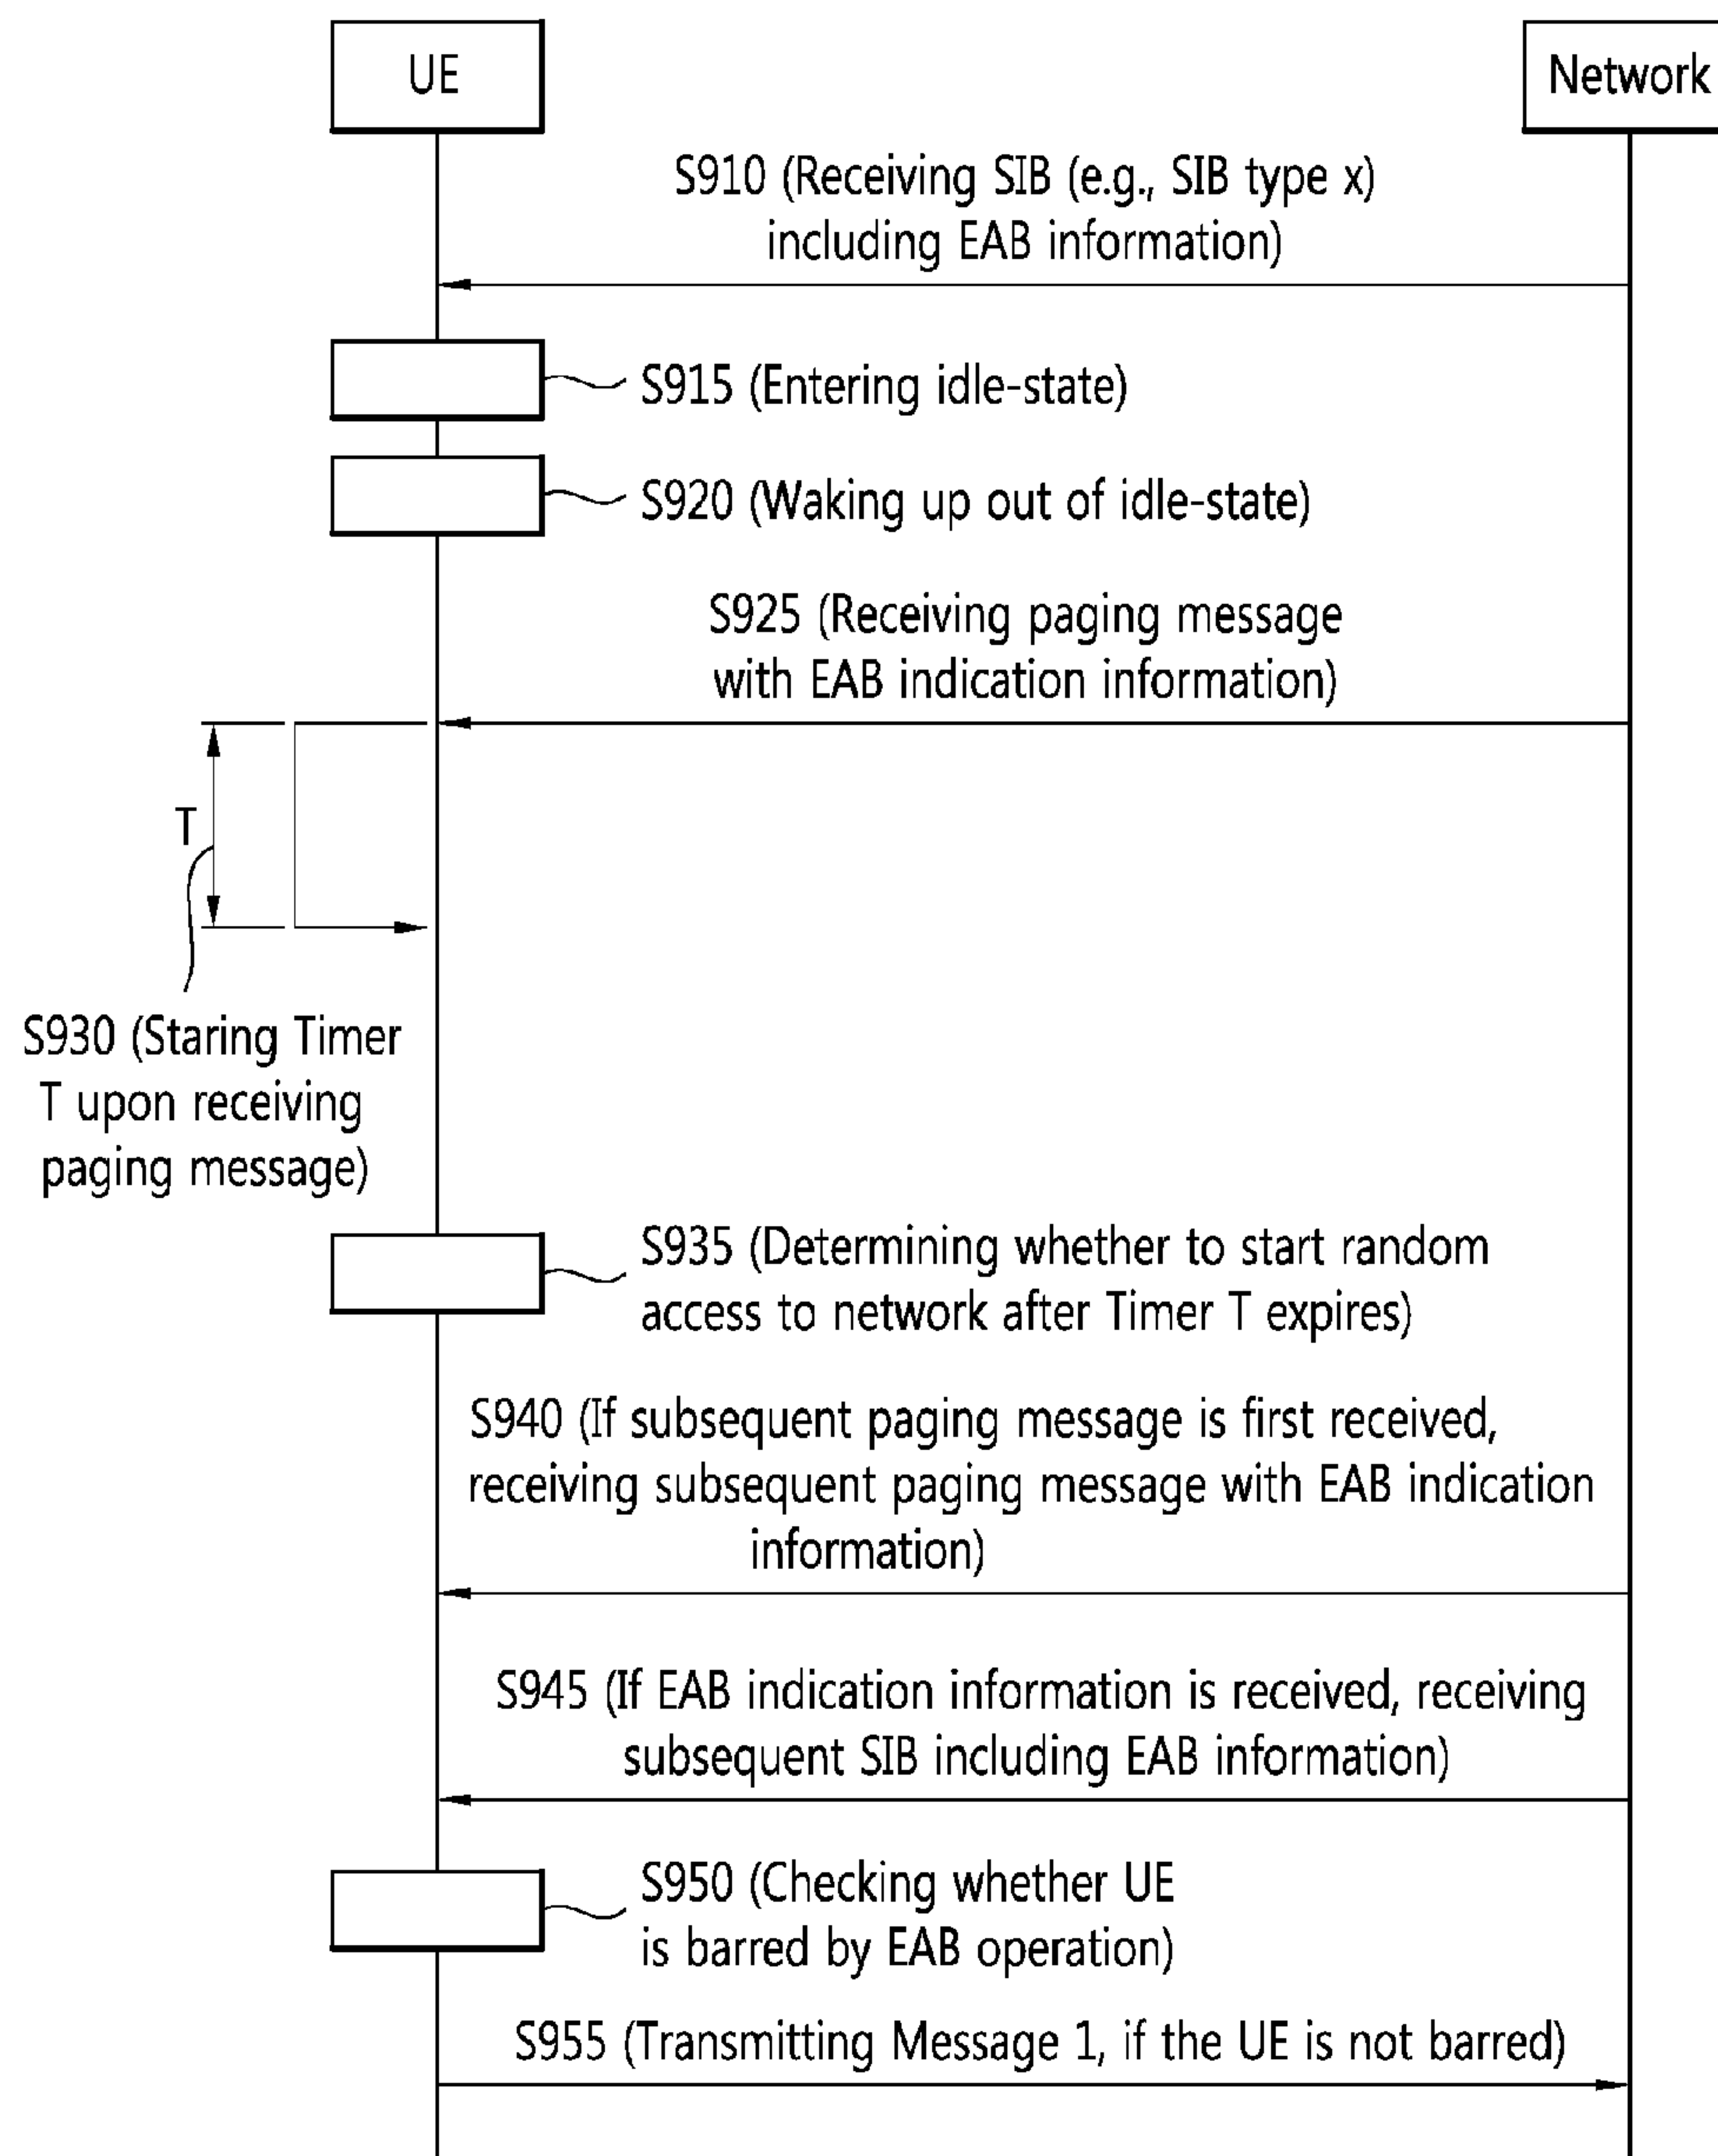 UE
Network
S910 (Receiving SIB (e.g., SIB type x)
including EAB information)
S915 (Entering idle-state)
S920 (Waking up out of idle-state)
S925 (Receiving paging message
with EAB indication information)
T
S930 (Staring Timer
T upon receiving
paging message)
S935 (Determining whether to start random
access to network after Timer T expires)
S940 (If subsequent paging message is first received,
receiving subsequent paging message with EAB indication
information)
S945 (If EAB indication information is received, receiving
subsequent SIB including EAB information)
S950 (Checking whether UE
is barred by EAB operation)
S955 (Transmitting Message 1, if the UE is not barred)